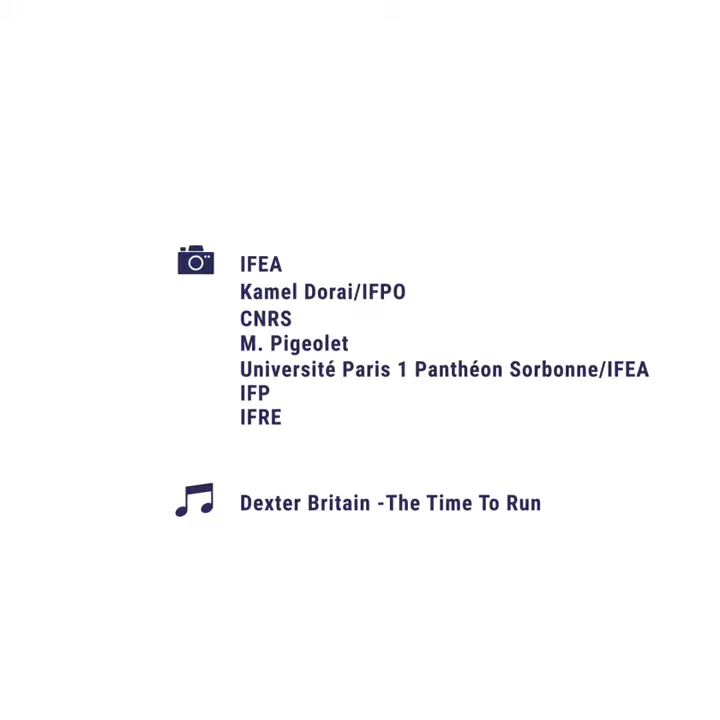 IFEA
Kamel Dorai/IFPO
CNRS
M. Pigeolet
Université Paris 1 Panthéon Sorbonne/IFEA
IFP
IFRE
Dexter Britain -The Time To Run